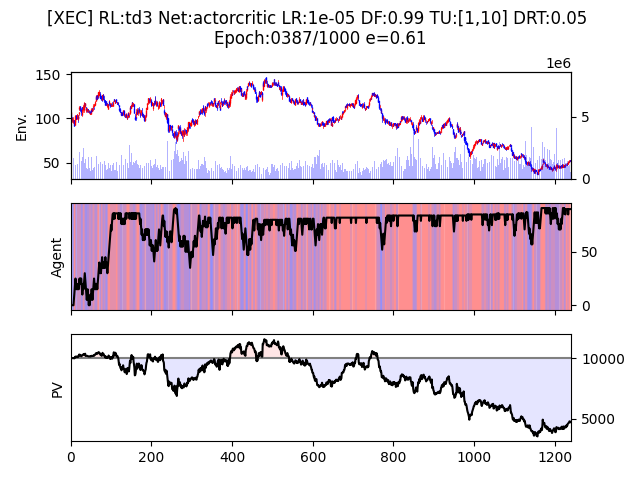 [XEC] RL:td3 Net:actorcritic LR:1e-05 DF:0.99 TU:[1,10] DRT:0.05
Epoch:0387/1000 e=0.61
1e6
150
100
50
Env.
5
0
Agent
50
0
PV
10000
5000
0 200 400 600 800 1000 1200